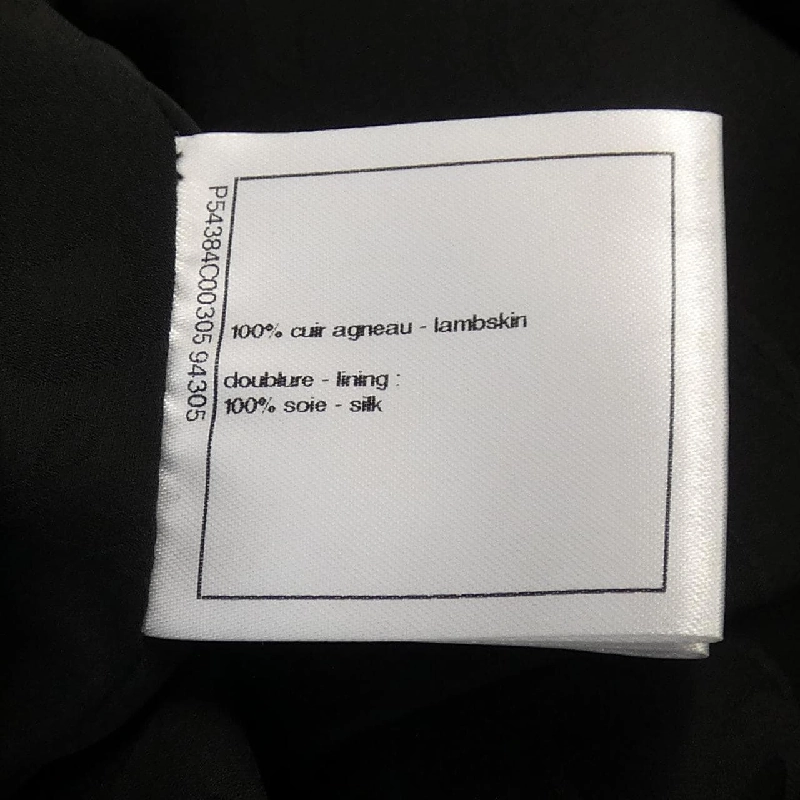 P54384C00305 94305
100% cuir agneau - lambskin
doublure - lining :
100% soie - silk